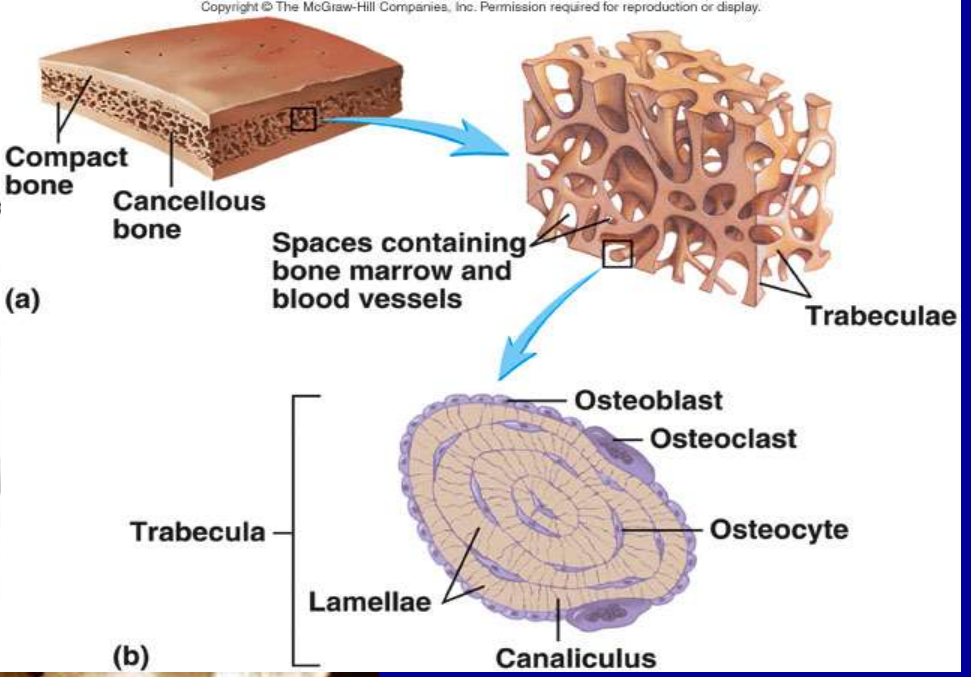 Copyright © The McGraw-Hill Companies, Inc. Permission required for reproduction or display.
Compact
bone
Cancellous
bone
Spaces containing
bone marrow and
blood vessels
(a)
Trabeculae
Osteoblast
Osteoclast
Trabecula
Osteocyte
Lamellae
(b)
Canaliculus